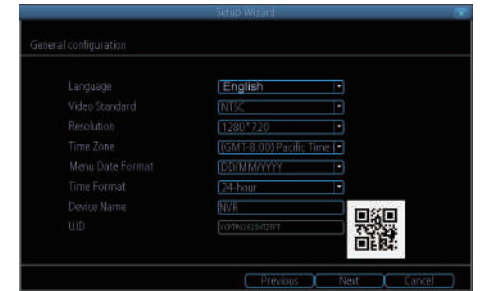 Setup Wizard
General configuration
Language English
Video Standard NTSC
Resolution 1280*720
Time Zone (GMT-8:00) Pacific Time (
Menu Date Format DD/MM/YYYY
Time Format 24-hour
Device Name NVR
UID
Previous Next Cancel